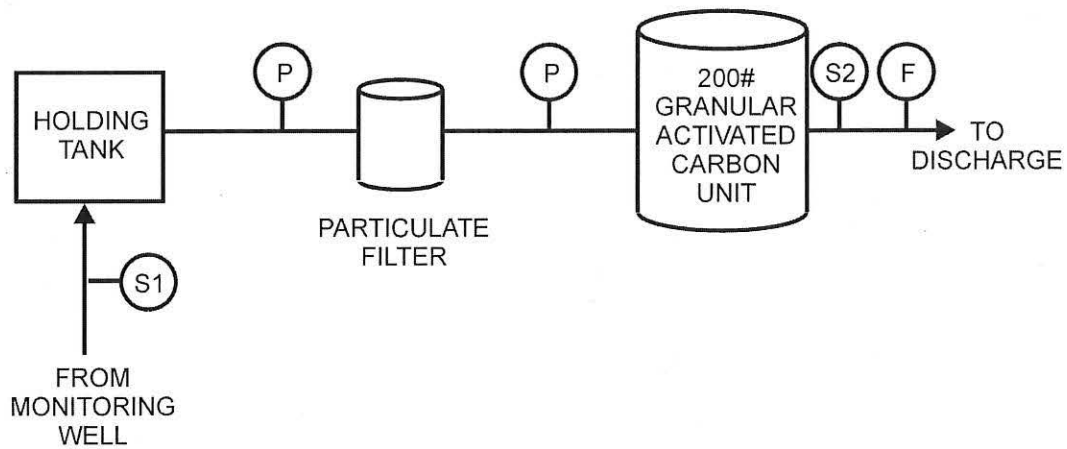 HOLDING
TANK
P
PARTICULATE
FILTER
P
200#
GRANULAR
ACTIVATED
CARBON
UNIT
S2
F
TO
DISCHARGE
S1
FROM
MONITORING
WELL